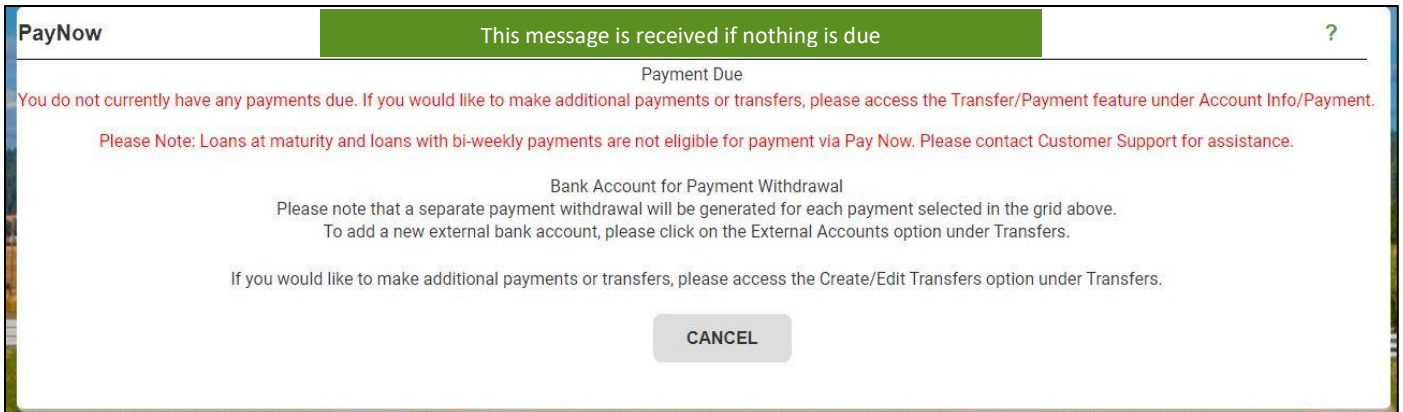 PayNow
This message is received if nothing is due
?
Payment Due
You do not currently have any payments due. If you would like to make additional payments or transfers, please access the Transfer/Payment feature under Account Info/Payment.
Please Note: Loans at maturity and loans with bi-weekly payments are not eligible for payment via Pay Now. Please contact Customer Support for assistance.
Bank Account for Payment Withdrawal
Please note that a separate payment withdrawal will be generated for each payment selected in the grid above.
To add a new external bank account, please click on the External Accounts option under Transfers.
If you would like to make additional payments or transfers, please access the Create/Edit Transfers option under Transfers.
CANCEL